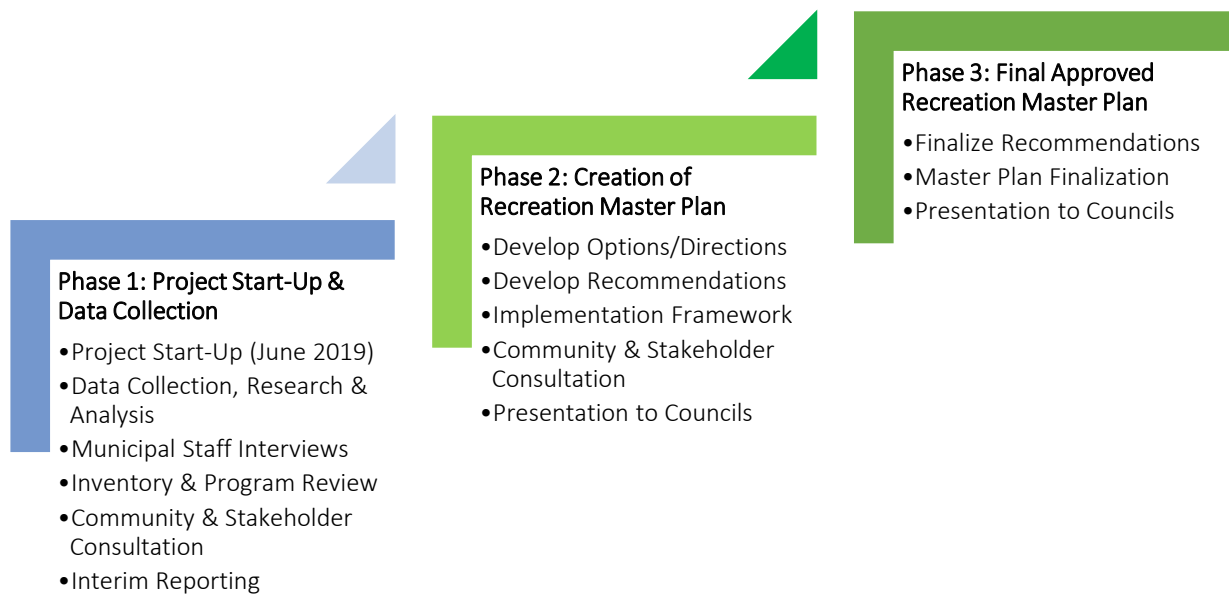 Phase 1: Project Start-Up &
Data Collection
•Project Start-Up (June 2019)
•Data Collection, Research &
Analysis
•Municipal Staff Interviews
•Inventory & Program Review
•Community & Stakeholder
Consultation
•Interim Reporting
Phase 2: Creation of
Recreation Master Plan
•Develop Options/Directions
•Develop Recommendations
•Implementation Framework
•Community & Stakeholder
Consultation
•Presentation to Councils
Phase 3: Final Approved
Recreation Master Plan
•Finalize Recommendations
•Master Plan Finalization
•Presentation to Councils